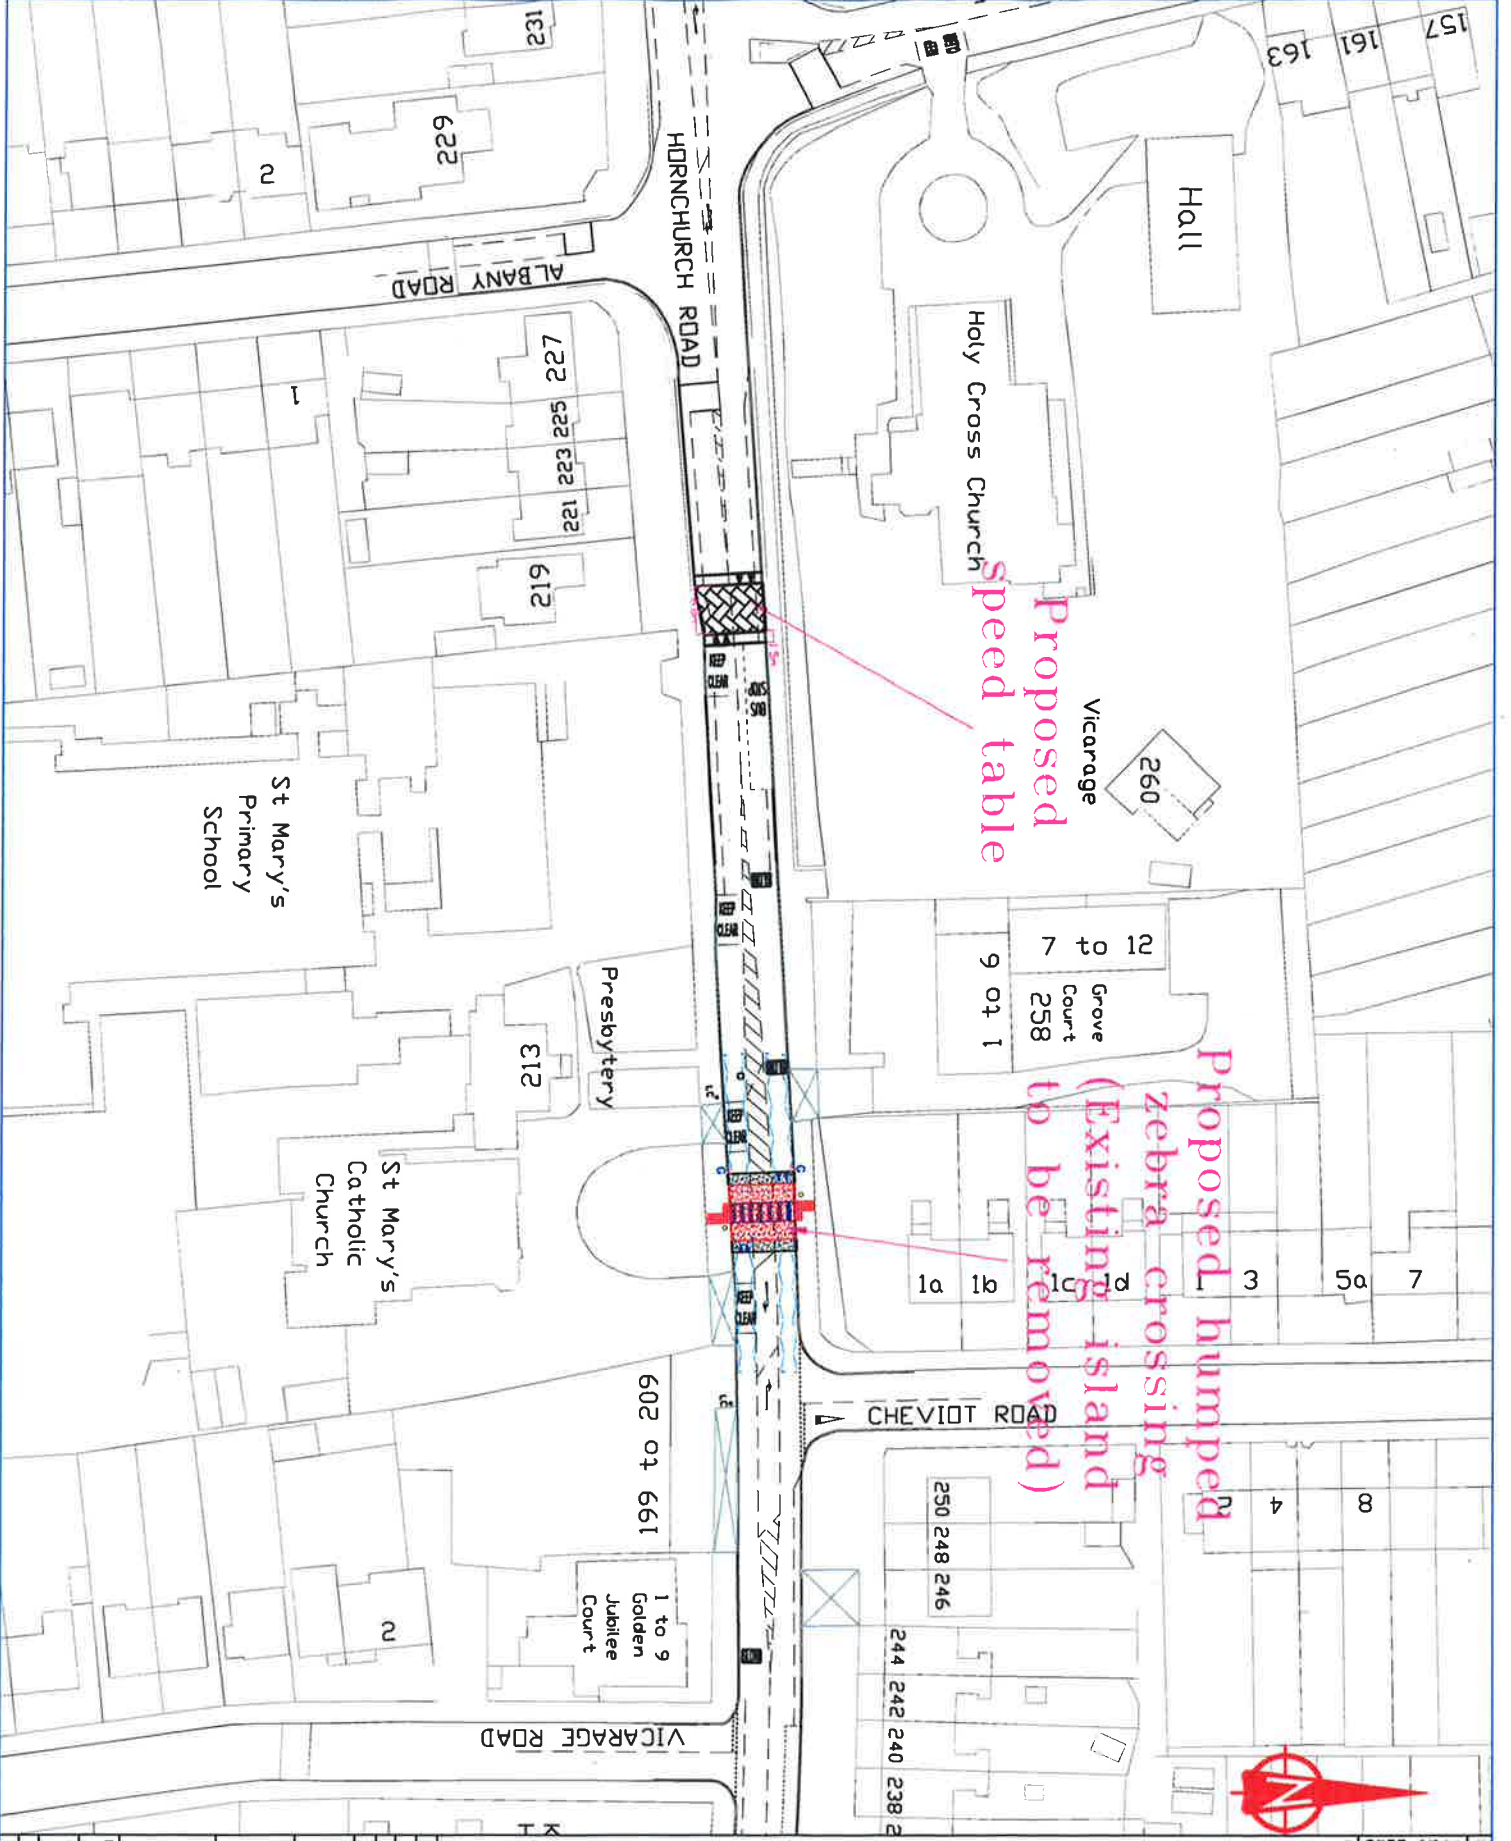 157
161
163
Hall
Holy Cross Church
Proposed
speed table
Vicarage
260
7 to 12
1 to 6
Grove
Court
258
Proposed humped
zebra crossing
(Existing island
to be removed)
1a
1b
1c
1d
1
3
5a
7
CHEVIOT ROAD
2
4
8
250 248 246
244 242 240 238 2
N
231
229
2
HORNCHURCH ROAD
ALBANY ROAD
227
225
223
221
219
1
KEEP
CLEAR
BUS
STOP
KEEP
CLEAR
KEEP
CLEAR
KEEP
CLEAR
St Mary's
Primary
School
Presbytery
213
LC
G
G
LC
St Mary's
Catholic
Church
199 to 209
1 to 9
Golden
Jubilee
Court
2
VICARAGE ROAD